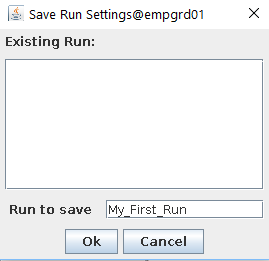 Save Run Settings@empgrd01
Existing Run:
Run to save My_First_Run
Ok Cancel